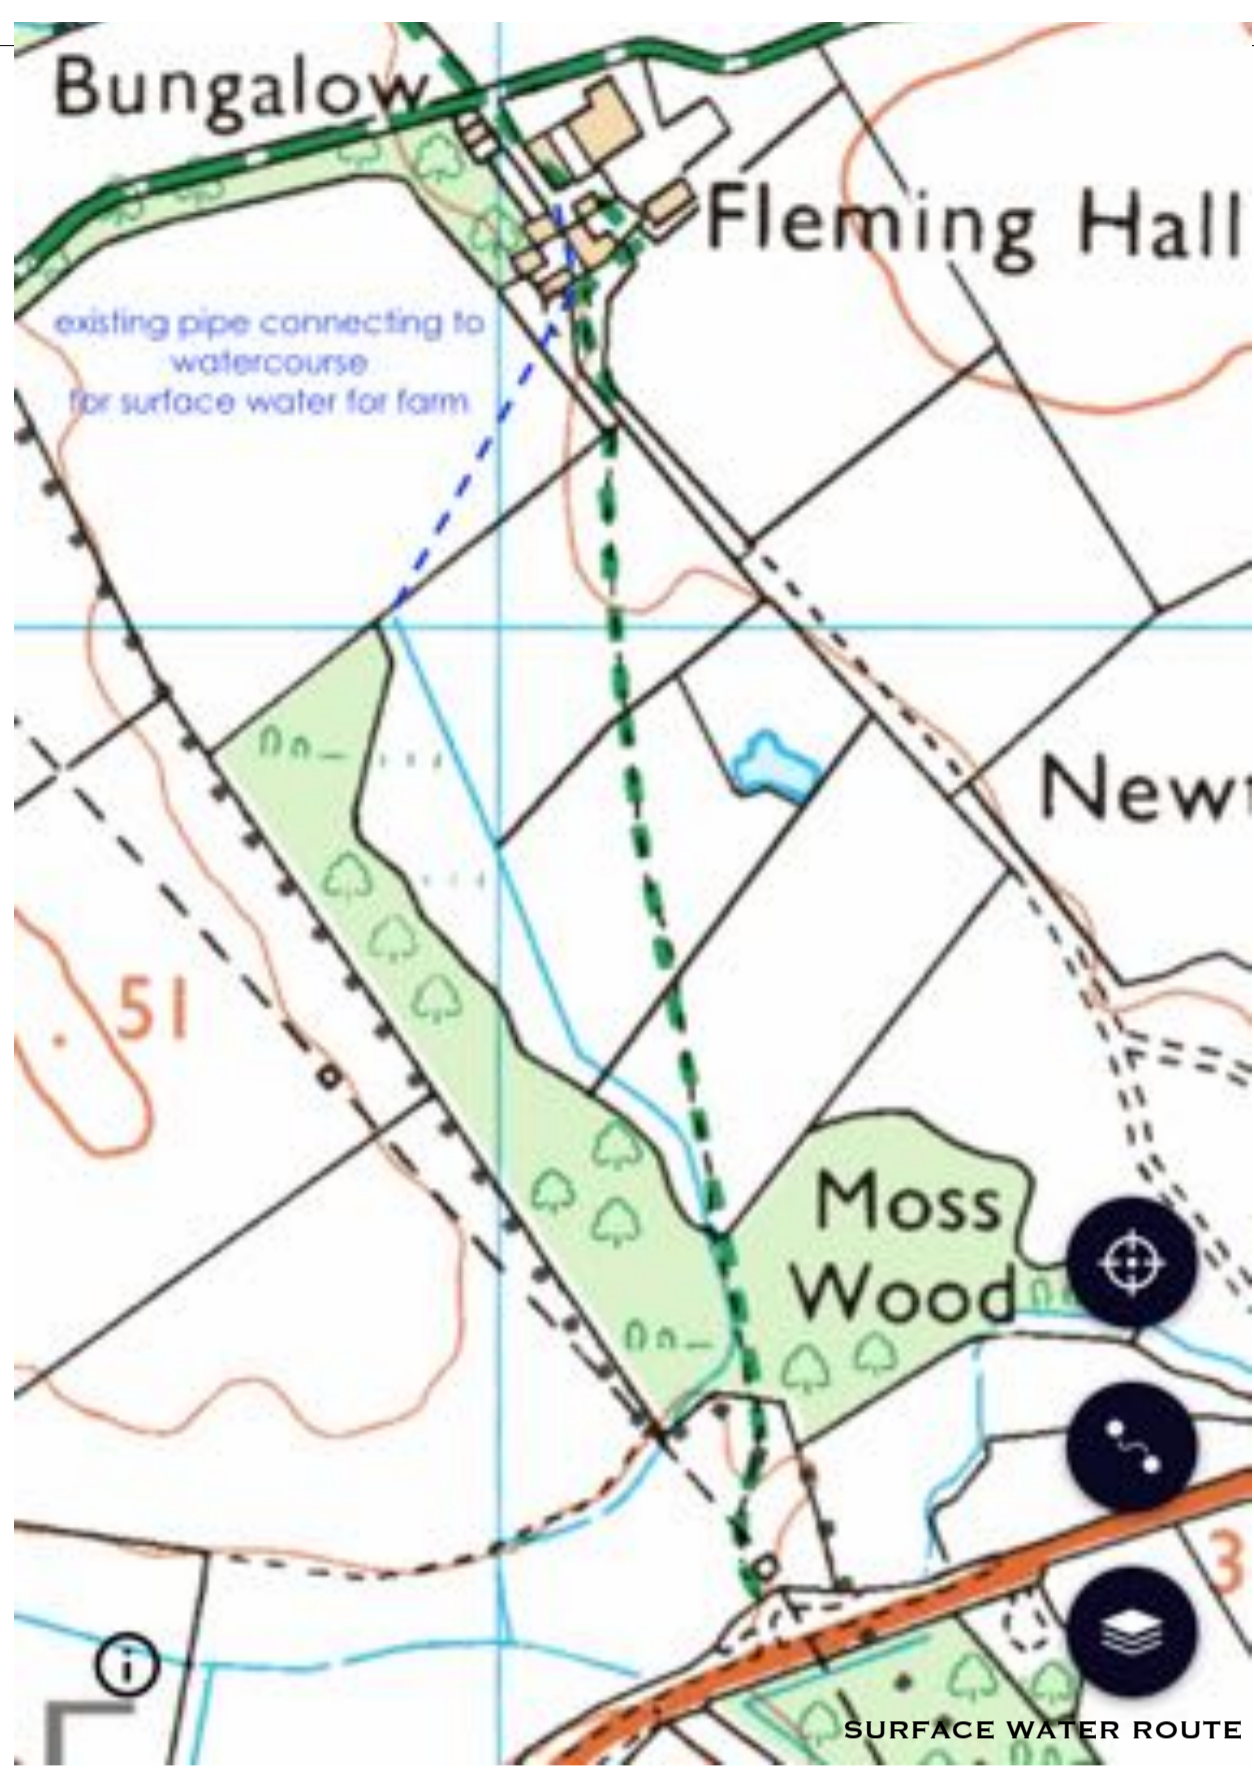 Bungalow
Fleming Hall
existing pipe connecting to
watercourse
for surface water for farm
51
Moss
Wood
3
i
SURFACE WATER ROUTE